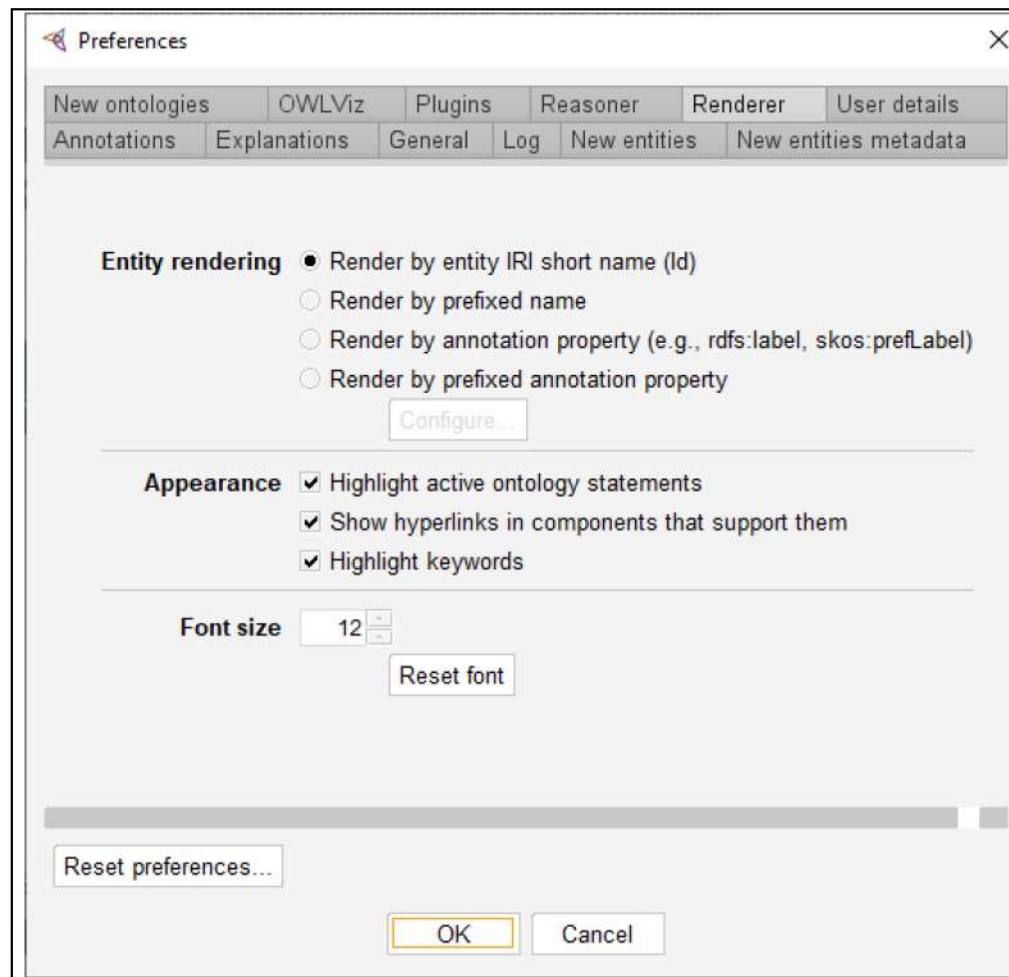 Preferences
New ontologies OWLViz Plugins Reasoner Renderer User details
Annotations Explanations General Log New entities New entities metadata
Entity rendering Render by entity IRI short name (Id)
Render by prefixed name
Render by annotation property (e.g., rdfs:label, skos:prefLabel)
Render by prefixed annotation property
Configure...
Appearance Highlight active ontology statements
Show hyperlinks in components that support them
Highlight keywords
Font size 12
Reset font
Reset preferences...
OK Cancel